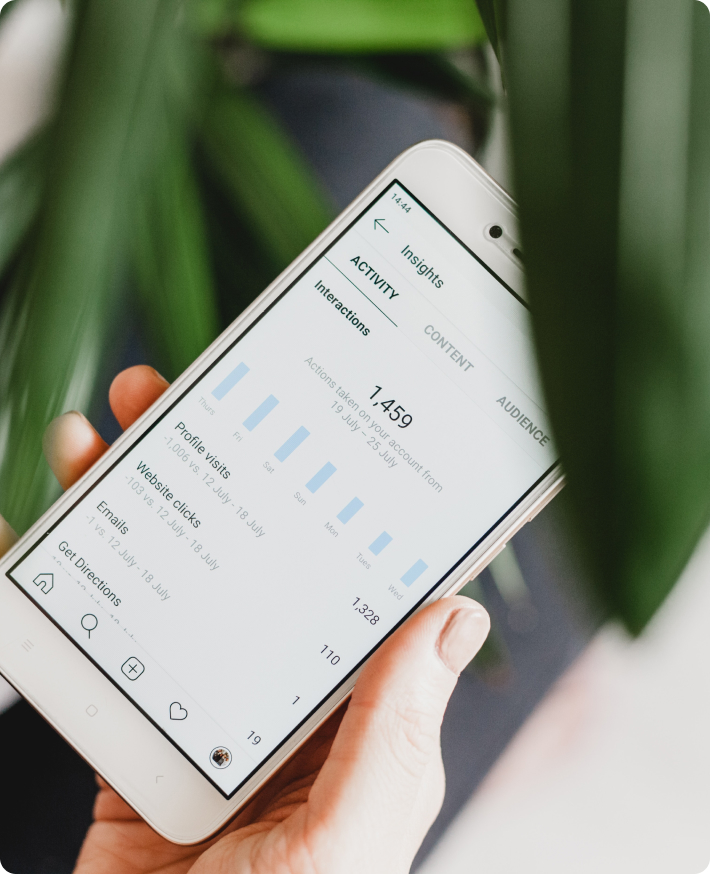 14:44
Insights
ACTIVITY
CONTENT
AUDIENCE
Interactions
1,459
Actions taken on your account from
19 July - 25 July
Thurs
Fri
Sat
Sun
Mon
Tues
Wed
Profile visits
1,328
-1,006 vs. 12 July - 18 July
Website clicks
110
-103 vs. 12 July - 18 July
Emails
1
-1 vs. 12 July - 18 July
Get Directions
19